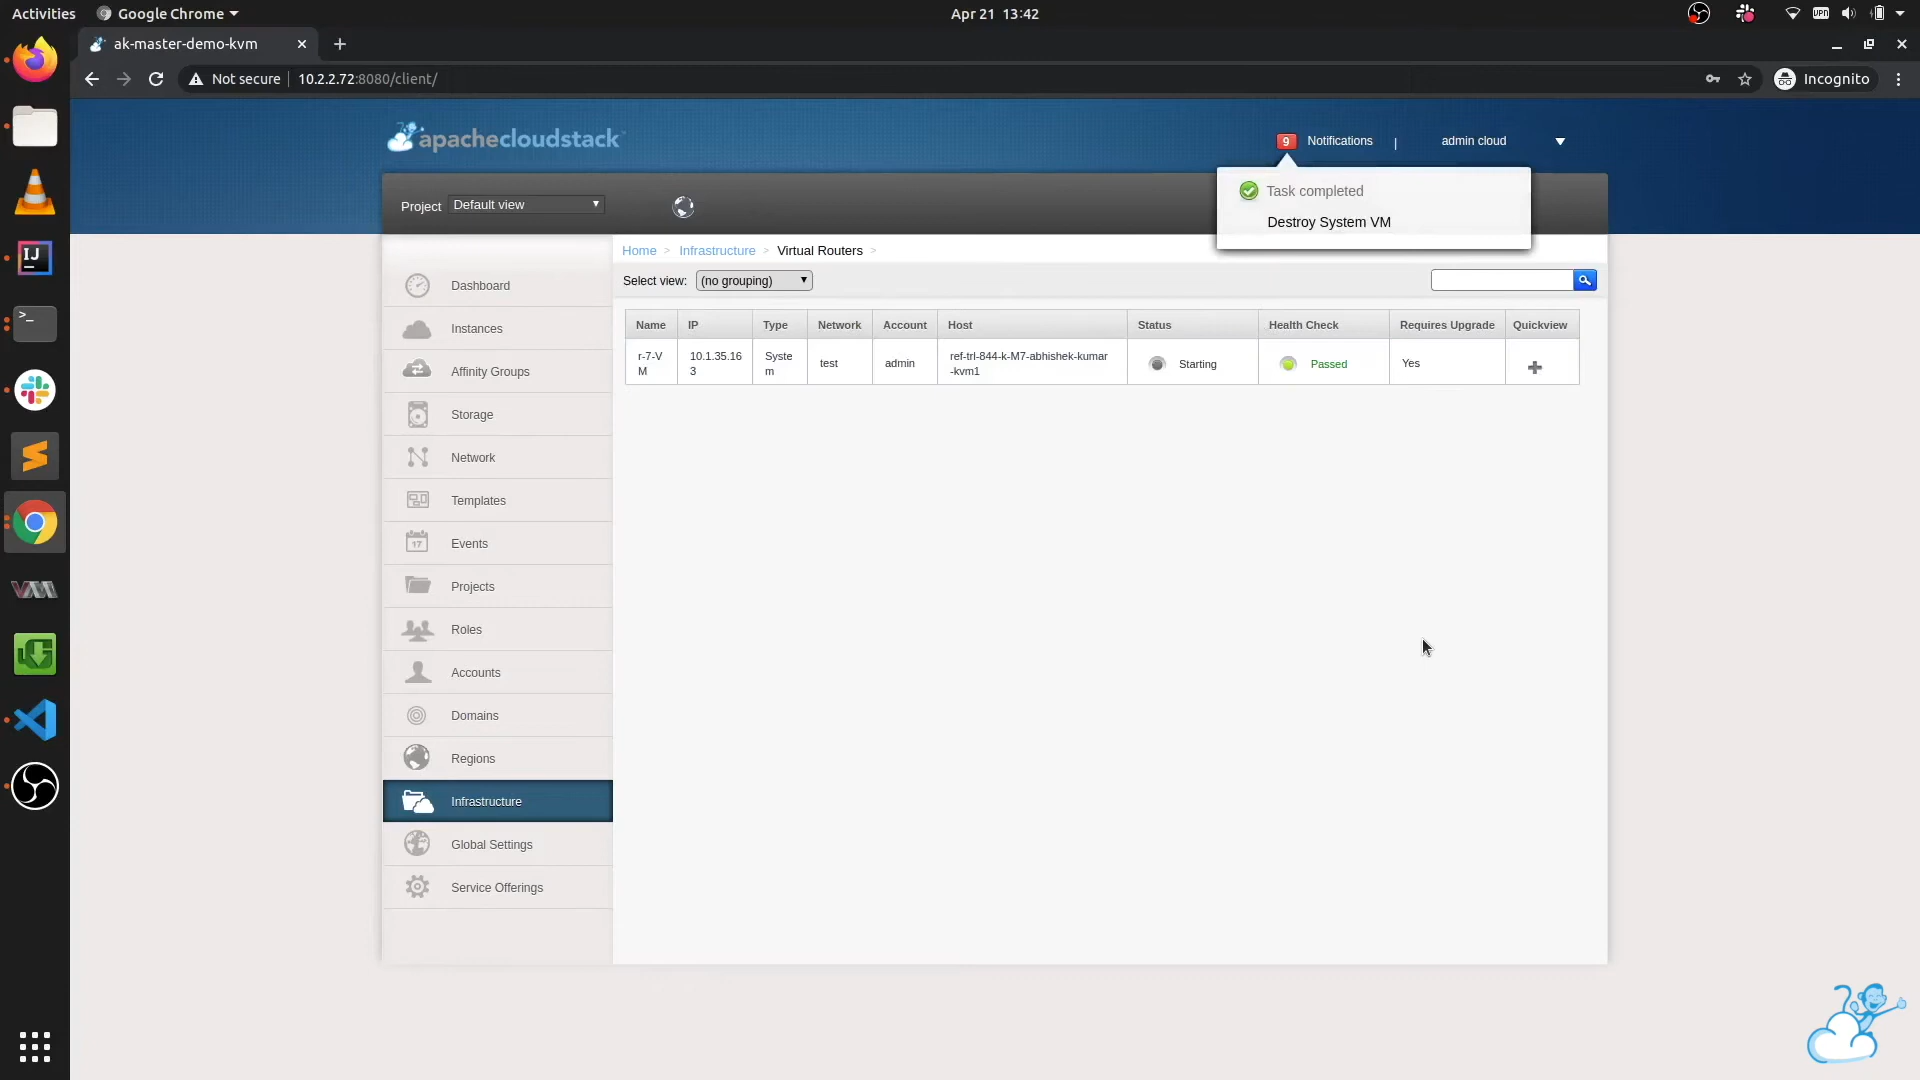 Activities
Google Chrome
Apr 21 13:42
VPN
ak-master-demo-kvm
Not secure
10.2.2.72:8080/client/
Incognito
apachecloudstack
9
Notifications
|
admin cloud
Task completed
Destroy System VM
Project
Default view
Home > Infrastructure > Virtual Routers >
Select view:
(no grouping)
Dashboard
Instances
Affinity Groups
Storage
Network
Templates
17
Events
Projects
Roles
Accounts
Domains
Regions
Infrastructure
Global Settings
Service Offerings
Name
IP
Type
Network
Account
Host
Status
Health Check
Requires Upgrade
Quickview
r-7-V
M
10.1.35.16
3
Syste
m
test
admin
ref-trl-844-k-M7-abhishek-kumar
-kvm1
Starting
Passed
Yes
IJ
>_